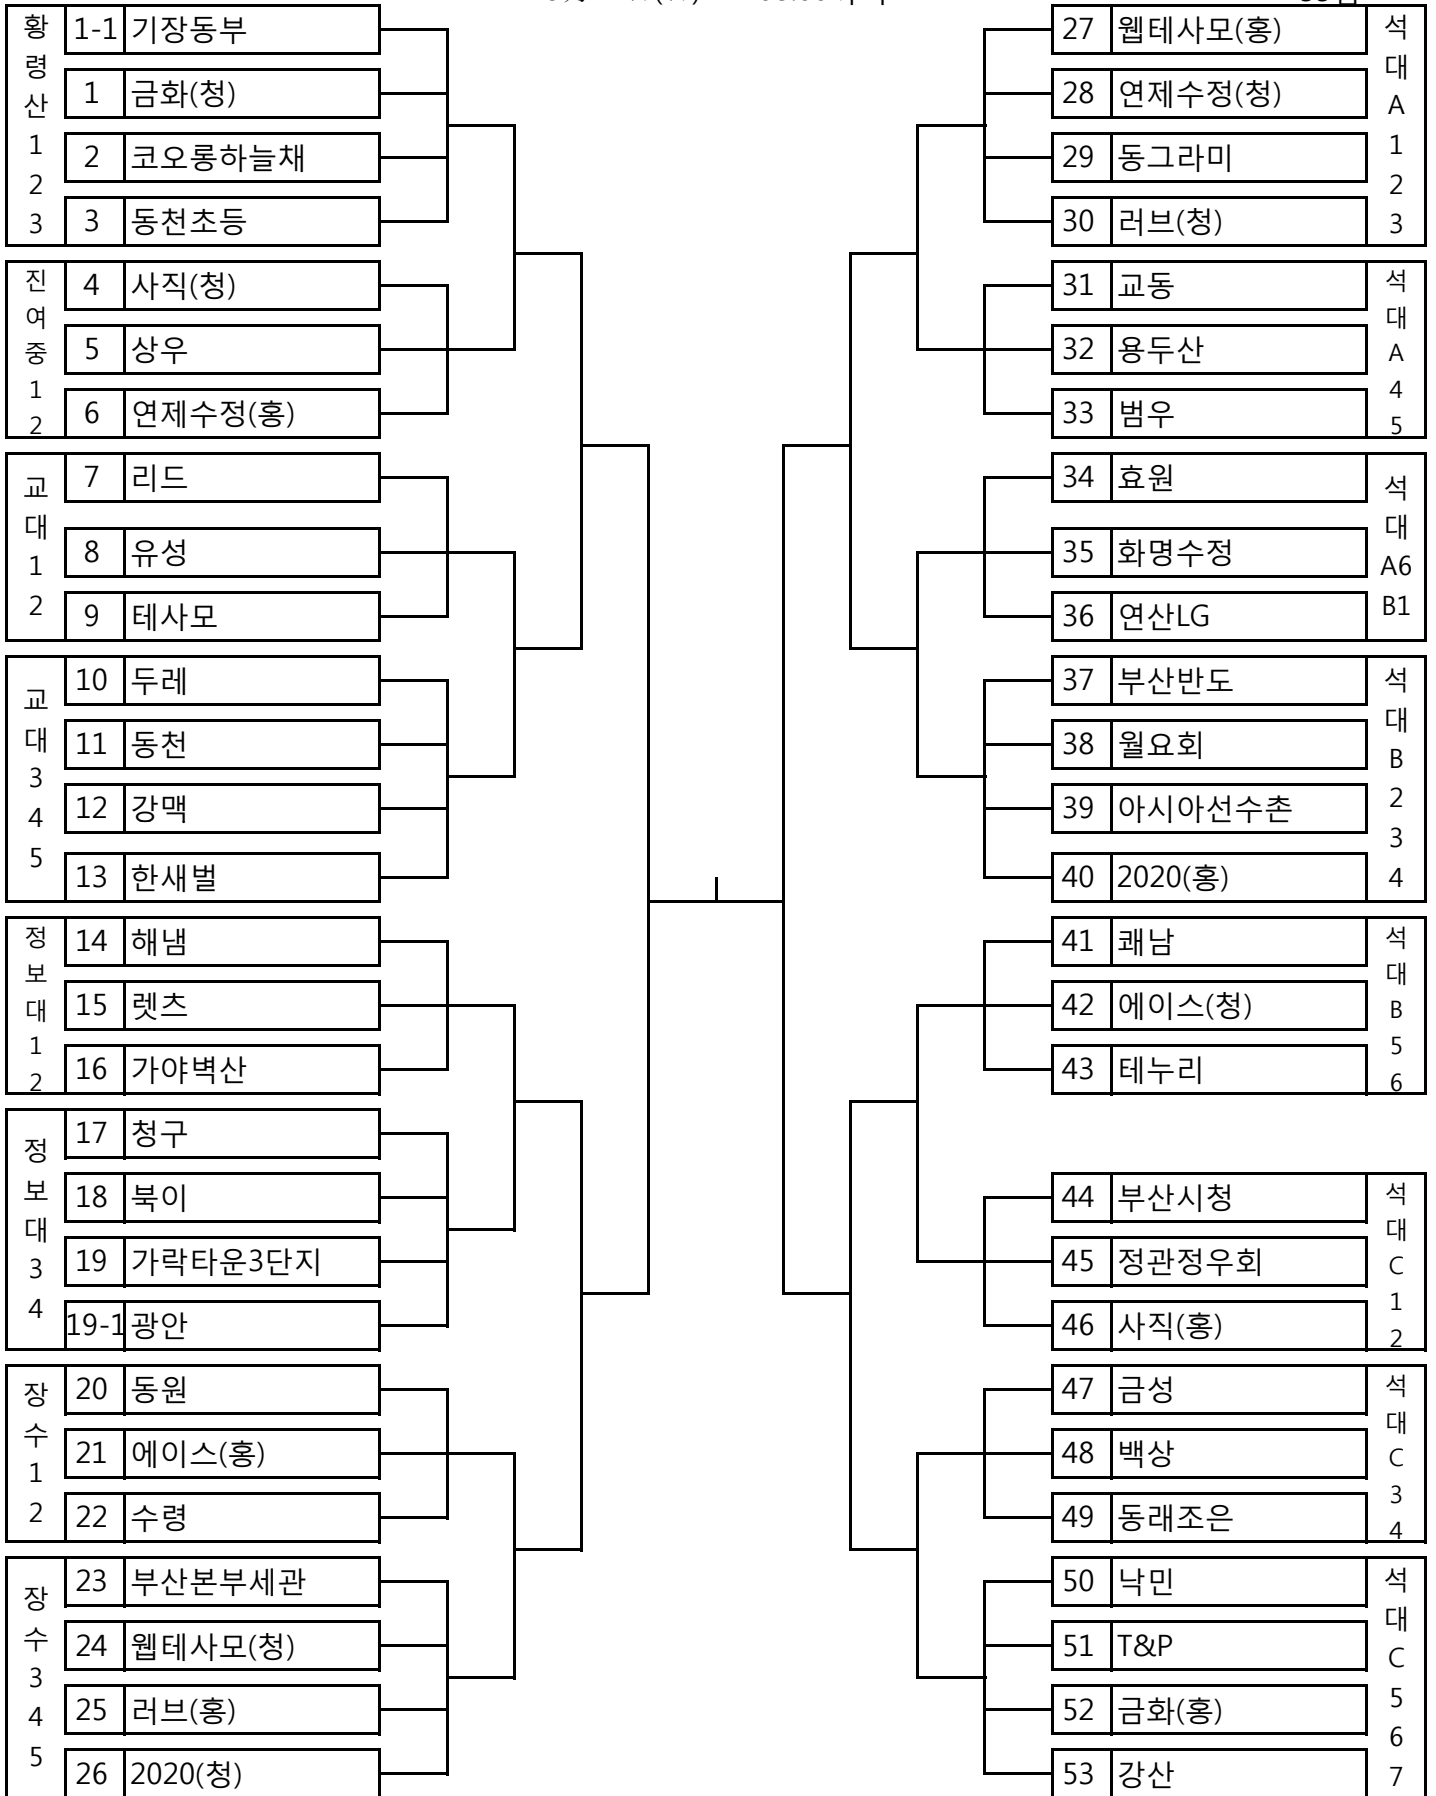 황령산123
1-1 기장동부
1 금화(청)
2 코오롱하늘채
3 동천초등
진여중12
4 사직(청)
5 상우
6 연제수정(홍)
교대12
7 리드
8 유성
9 테사모
교대345
10 두레
11 동천
12 강맥
13 한새벌
정보대12
14 해냄
15 렛츠
16 가야벽산
정보대34
17 청구
18 북이
19 가락타운3단지
19-1 광안
장수12
20 동원
21 에이스(홍)
22 수령
장수345
23 부산본부세관
24 웹테사모(청)
25 러브(홍)
26 2020(청)
27 웹테사모(홍)
28 연제수정(청)
29 동그라미
30 러브(청)
석대A123
31 교동
32 용두산
33 범우
석대A45
34 효원
35 화명수정
36 연산LG
석대A6B1
37 부산반도
38 월요회
39 아시아선수촌
40 2020(홍)
석대B234
41 쾌남
42 에이스(청)
43 테누리
석대B56
44 부산시청
45 정관정우회
46 사직(홍)
석대C12
47 금성
48 백상
49 동래조은
석대C34
50 낙민
51 T&P
52 금화(홍)
53 강산
석대C567